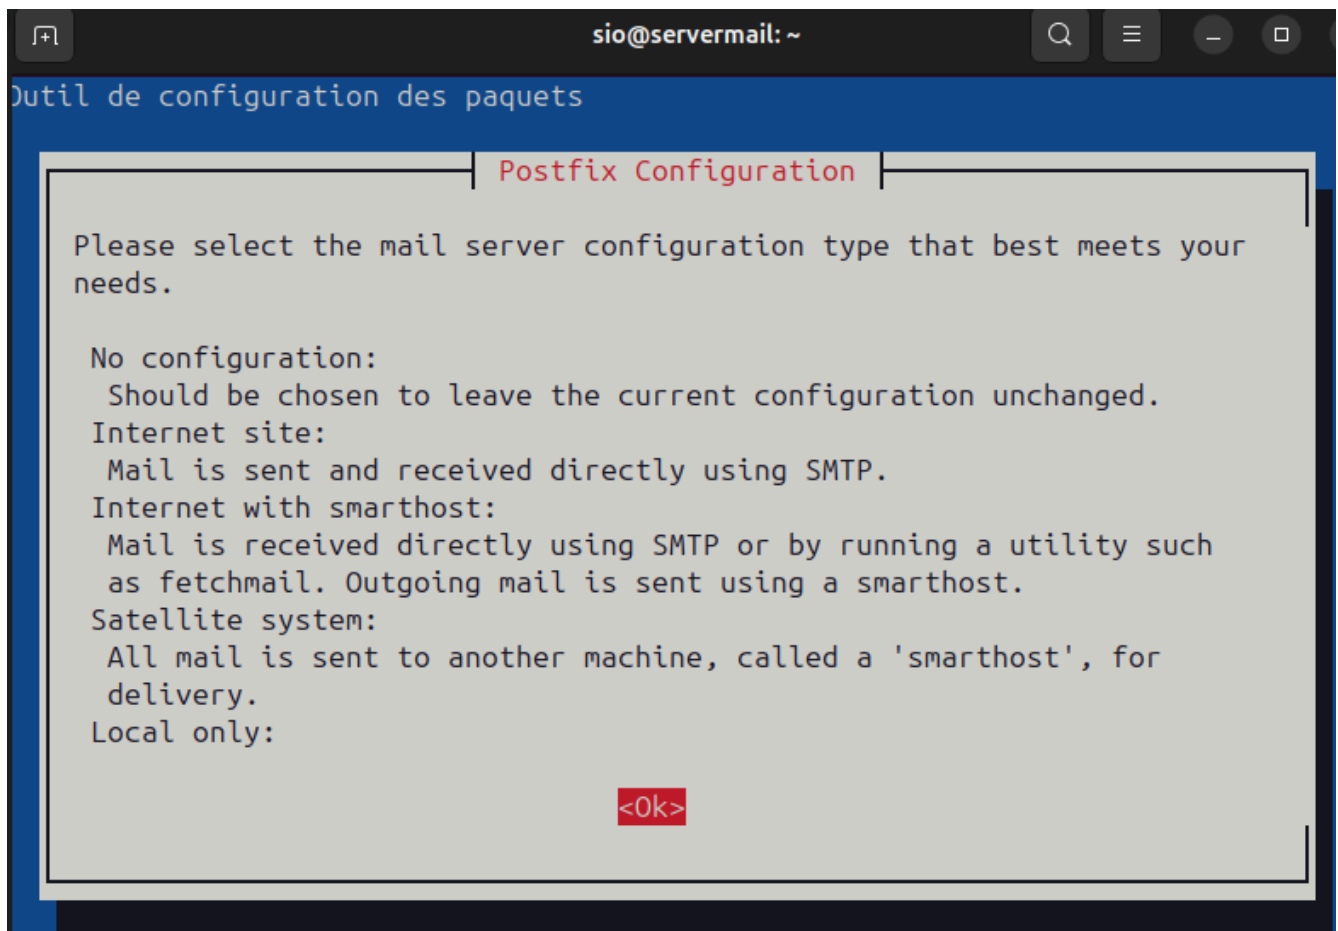 sio@servermail: ~
Outil de configuration des paquets
Postfix Configuration
Please select the mail server configuration type that best meets your
needs.
No configuration:
Should be chosen to leave the current configuration unchanged.
Internet site:
Mail is sent and received directly using SMTP.
Internet with smarthost:
Mail is received directly using SMTP or by running a utility such
as fetchmail. Outgoing mail is sent using a smarthost.
Satellite system:
All mail is sent to another machine, called a 'smarthost', for
delivery.
Local only:
<Ok>